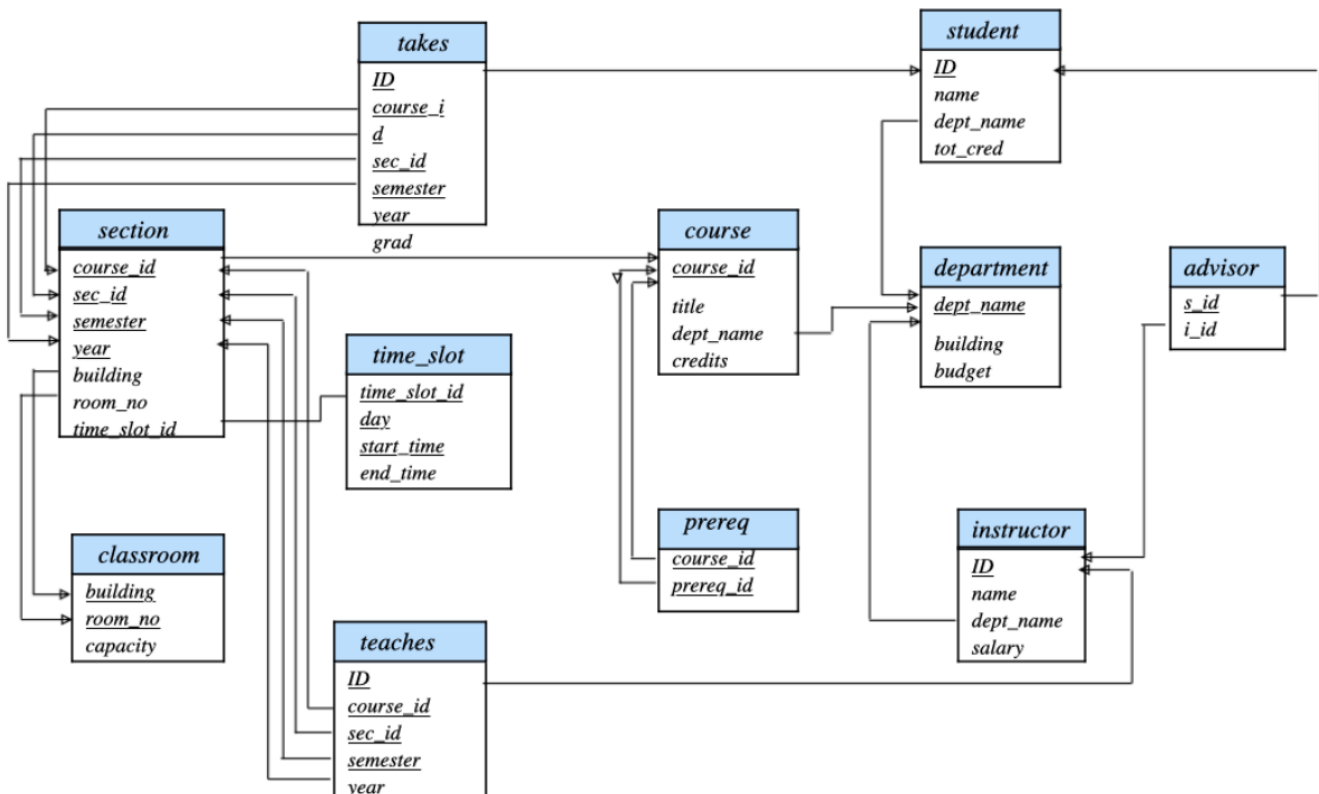 takes
ID
course_i
d
sec_id
semester
year
grad
student
ID
name
dept_name
tot_cred
section
course_id
sec_id
semester
year
building
room_no
time_slot_id
course
course_id
title
dept_name
credits
department
dept_name
building
budget
advisor
s_id
i_id
time_slot
time_slot_id
day
start_time
end_time
prereq
course_id
prereq_id
instructor
ID
name
dept_name
salary
classroom
building
room_no
capacity
teaches
ID
course_id
sec_id
semester
year